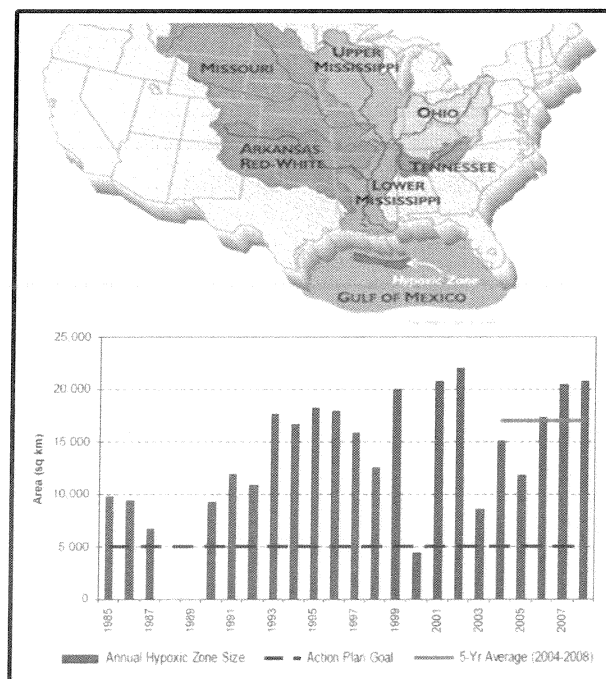 UPPER
MISSISSIPPI
MISSOURI
OHIO
ARKANSAS-
RED-WHITE
TENNESSEE
LOWER
MISSISSIPPI
Hypoxic Zone
GULF OF MEXICO
25 000
20 000
15 000
10 000
5 000
0
Area (sq km)
1985
1987
1989
1991
1993
1995
1997
1999
2001
2003
2005
2007
Annual Hypoxic Zone Size
Action Plan Goal
5-Yr Average (2004-2008)